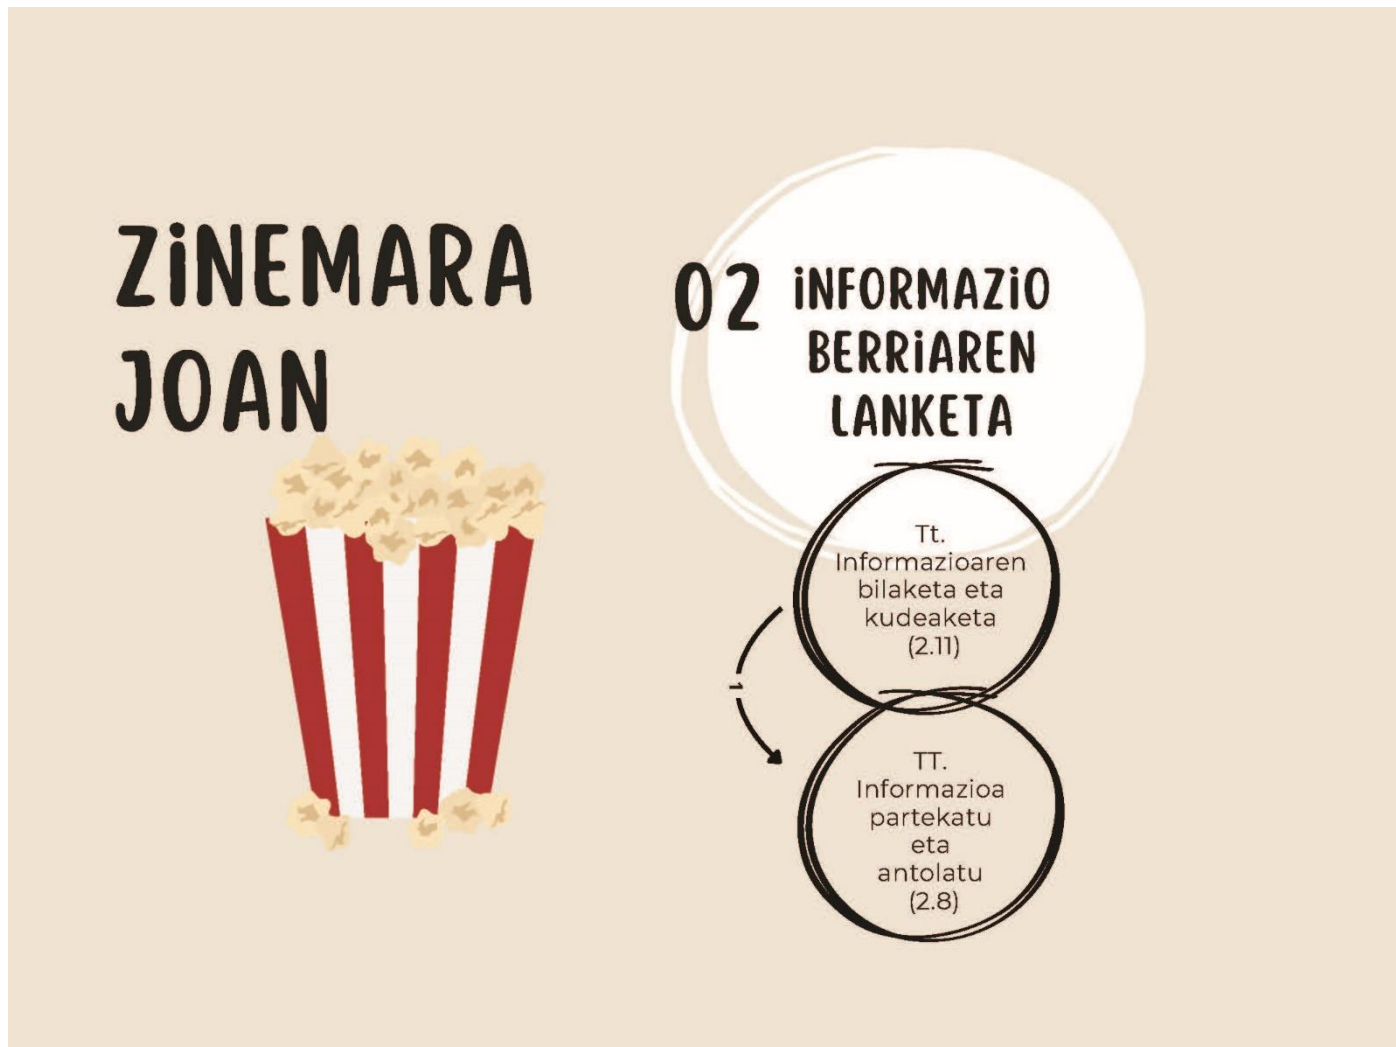 ZiNEMARA
JOAN
02 iNFORMAZiO
BERRiAREN
LANKETA
Tt.
Informazioaren
bilaketa eta
kudeaketa
(2.11)
1
TT.
Informazioa
partekatu
eta
antolatu
(2.8)